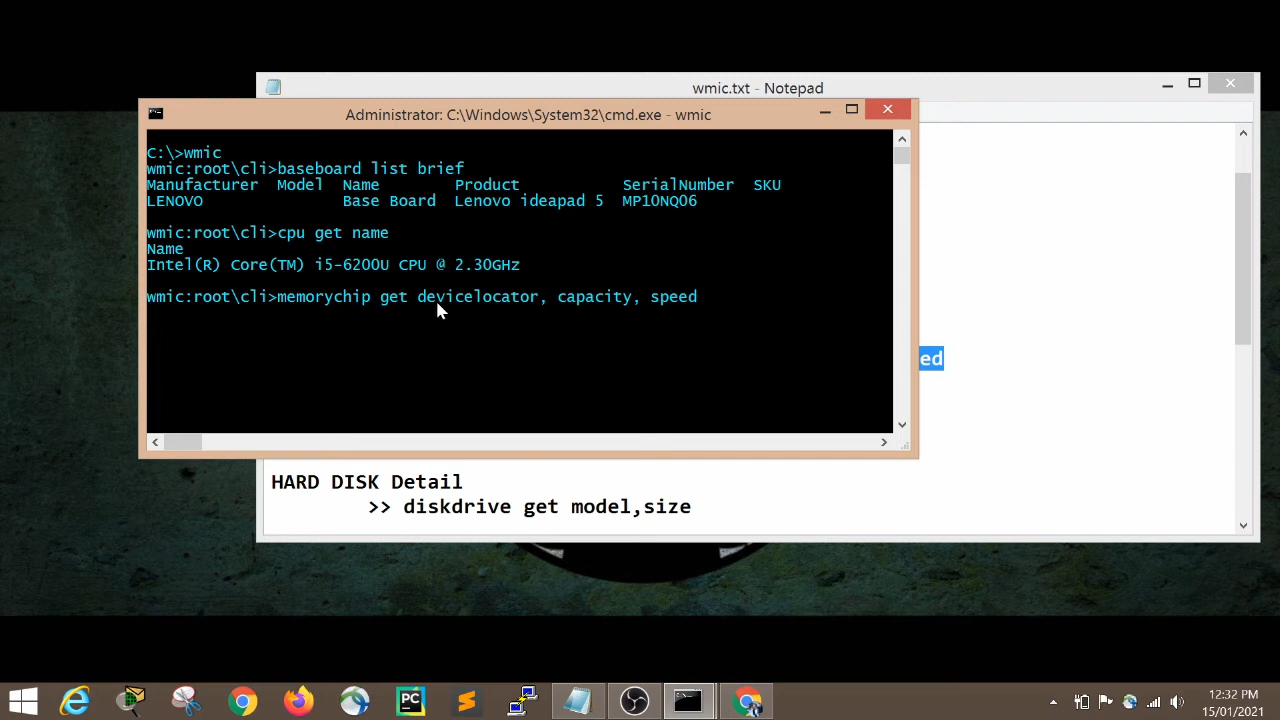 wmic.txt - Notepad
Administrator: C:\Windows\System32\cmd.exe - wmic
C:\>wmic
wmic:root\cli>baseboard list brief
Manufacturer Model Name Product SerialNumber SKU
LENOVO Base Board Lenovo ideapad 5 MP10NQ06
wmic:root\cli>cpu get name
Name
Intel(R) Core(TM) i5-6200U CPU @ 2.30GHz
wmic:root\cli>memorychip get devicelocator, capacity, speed
ed
HARD DISK Detail
>> diskdrive get model,size
PC
12:32 PM
15/01/2021